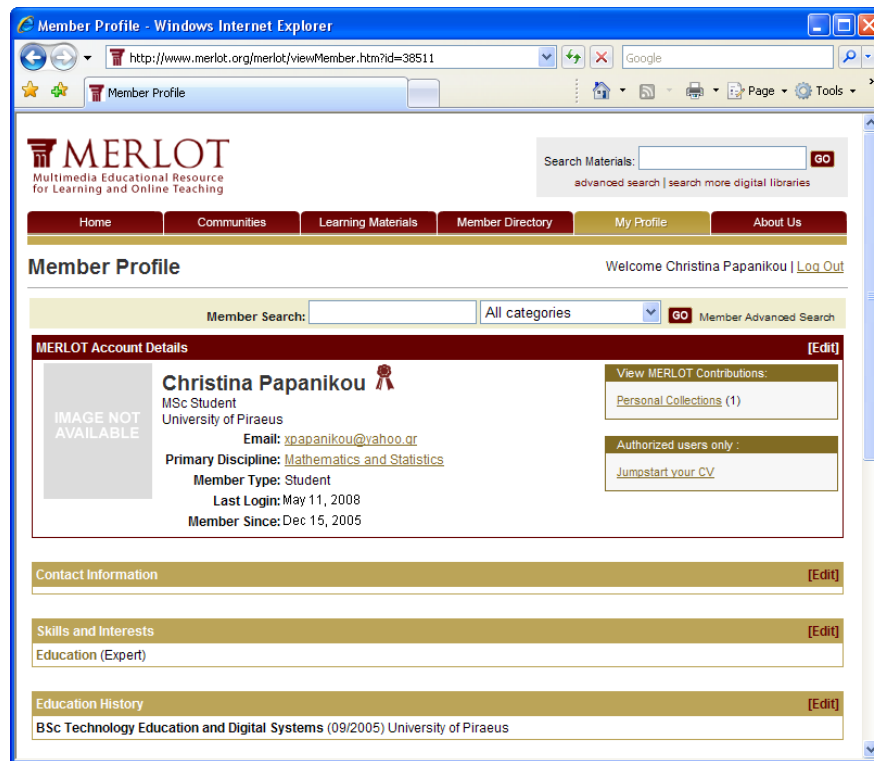 Member Profile - Windows Internet Explorer
http://www.merlot.org/merlot/viewMember.htm?id=38511
Google
Member Profile
Page
Tools
MERLOT
Multimedia Educational Resource
for Learning and Online Teaching
Search Materials:
GO
advanced search | search more digital libraries
Home
Communities
Learning Materials
Member Directory
My Profile
About Us
Member Profile
Welcome Christina Papanikou | Log Out
Member Search:
All categories
GO
Member Advanced Search
MERLOT Account Details
[Edit]
IMAGE NOT
AVAILABLE
Christina Papanikou
MSc Student
University of Piraeus
Email: xpapanikou@yahoo.gr
Primary Discipline: Mathematics and Statistics
Member Type: Student
Last Login: May 11, 2008
Member Since: Dec 15, 2005
View MERLOT Contributions:
Personal Collections (1)
Authorized users only :
Jumpstart your CV
Contact Information
[Edit]
Skills and Interests
[Edit]
Education (Expert)
Education History
[Edit]
BSc Technology Education and Digital Systems (09/2005) University of Piraeus